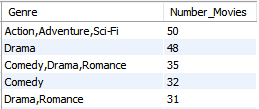 Genre Number_Movies
Action,Adventure,Sci-Fi 50
Drama 48
Comedy,Drama,Romance 35
Comedy 32
Drama,Romance 31